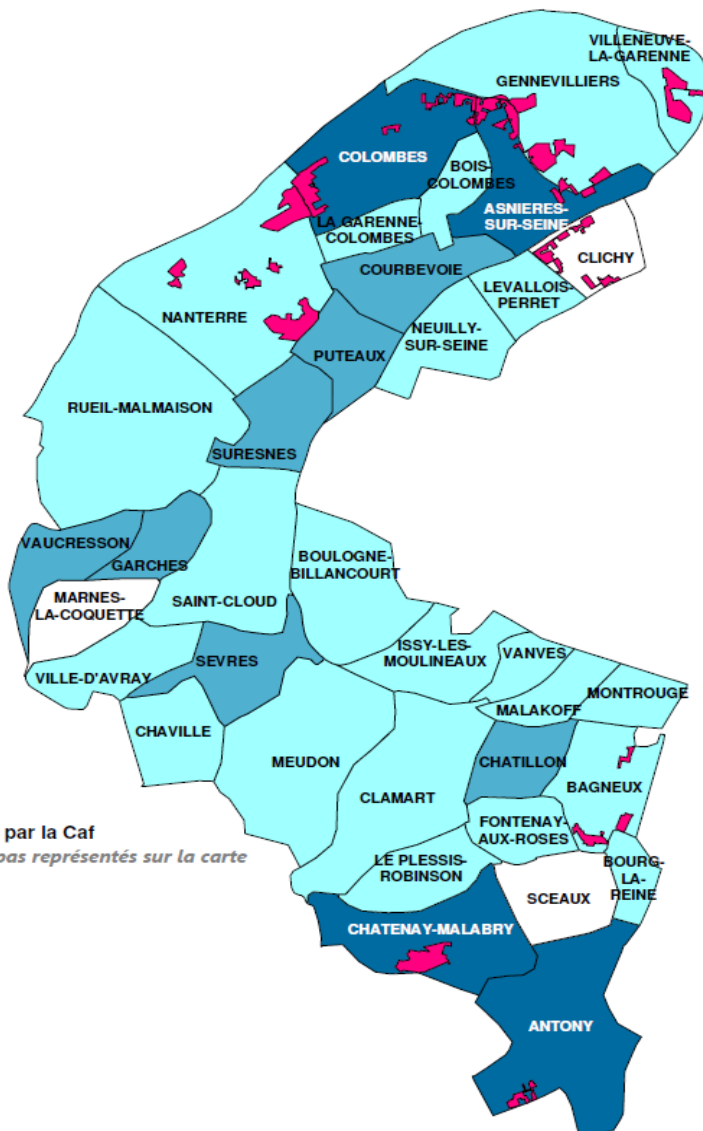 VILLENEUVE-
LA-GARENNE
GENNEVILLIERS
COLOMBES
BOIS-
COLOMBES
ASNIERES-
SUR-SEINE
LA GARENNE-
COLOMBES
CLICHY
COURBEVOIE
LEVALLOIS-
PERRET
NANTERRE
NEUILLY-
SUR-SEINE
PUTEAUX
RUEIL-MALMAISON
SURESNES
VAUCRESSON
GARCHES
BOULOGNE-
BILLANCOURT
MARNES-
LA-COQUETTE
SAINT-CLOUD
ISSY-LES-
MOULINEAUX
VANVES
SEVRES
VILLE-D'AVRAY
MONTROUGE
MALAKOFF
CHAVILLE
MEUDON
CHATILLON
BAGNEUX
CLAMART
FONTENAY-
AUX-ROSES
par la Caf
pas représentés sur la carte
LE PLESSIS-
ROBINSON
BOURG-
LA-
REINE
SCEAUX
CHATENAY-MALABRY
ANTONY